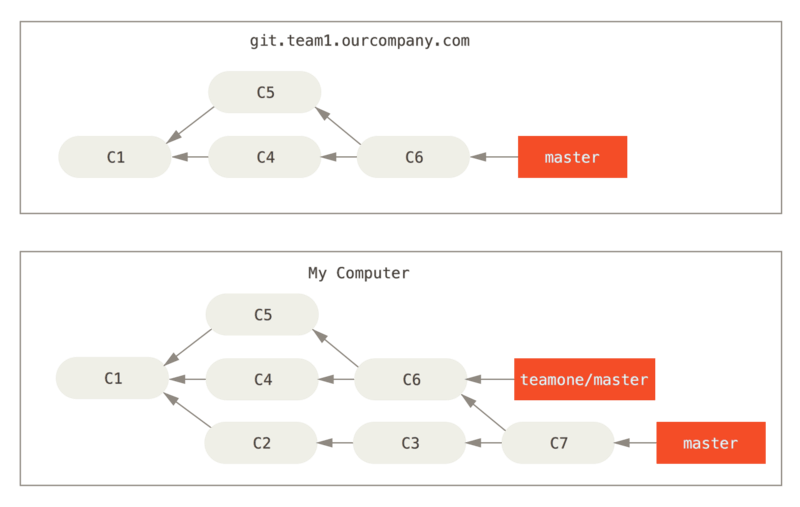 git.team1.ourcompany.com
C5
C1
C4
C6
master
My Computer
C5
C1
C4
C6
teamone/master
C2
C3
C7
master